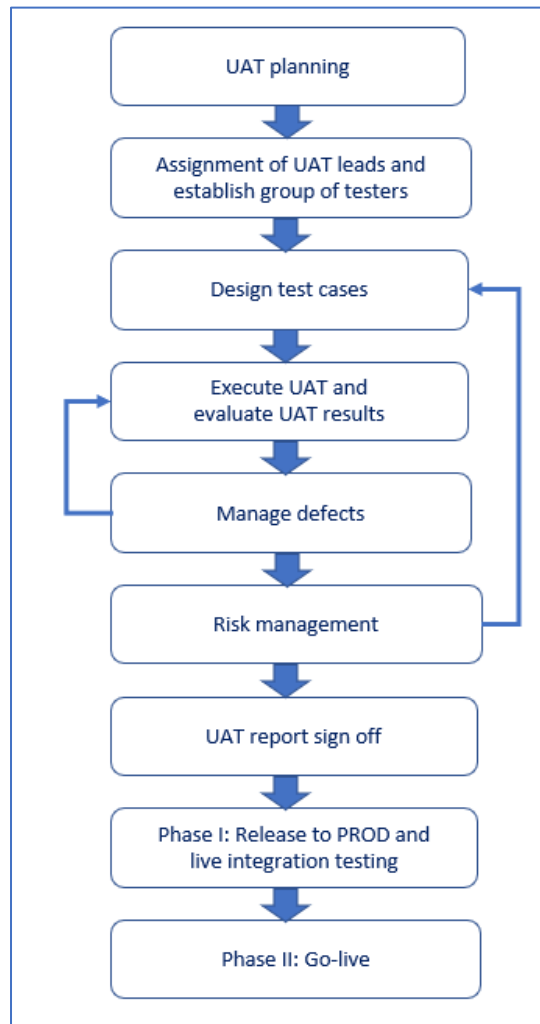 UAT planning
Assignment of UAT leads and
establish group of testers
Design test cases
Execute UAT and
evaluate UAT results
Manage defects
Risk management
UAT report sign off
Phase I: Release to PROD and
live integration testing
Phase II: Go-live